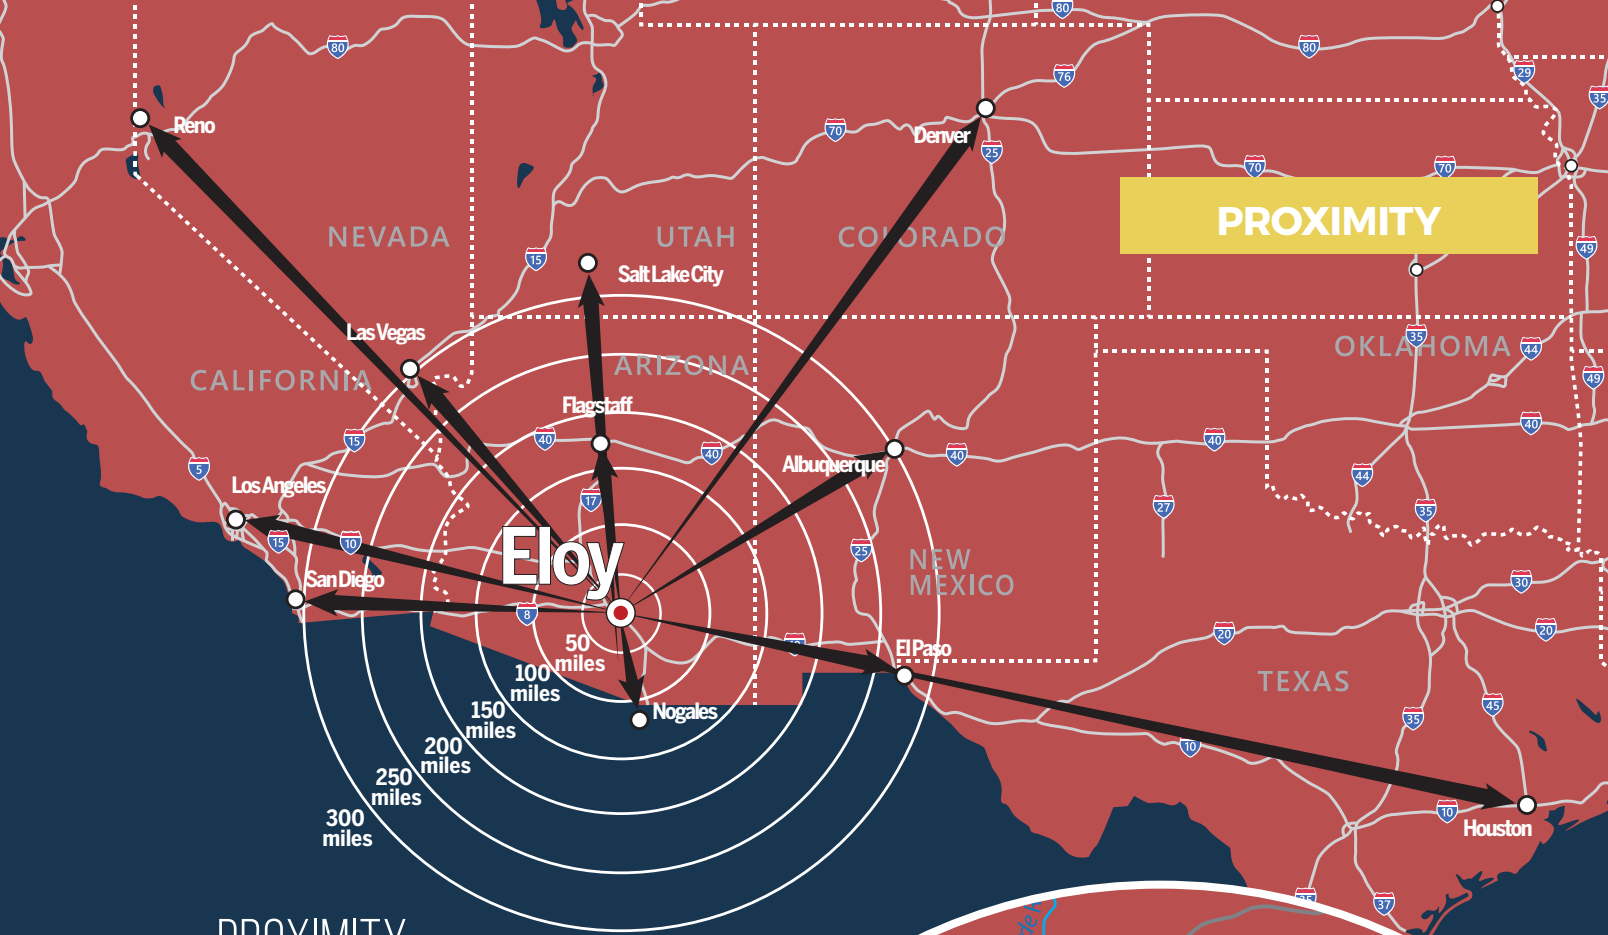 80
80
80
29
76
35
Reno
70
Denver
25
70
70
PROXIMITY
NEVADA
UTAH
COLORADO
49
15
Salt Lake City
Las Vegas
35
OKLAHOMA
44
ARIZONA
CALIFORNIA
49
Flagstaff
40
15
40
40
40
40
5
Albuquerque
44
Los Angeles
17
27
35
Eloy
15
10
25
NEW
MEXICO
San Diego
30
8
20
20
50
miles
El Paso
100
miles
TEXAS
150
miles
Nogales
45
35
200
miles
10
250
miles
300
miles
10
Houston
37
PROXIMITY